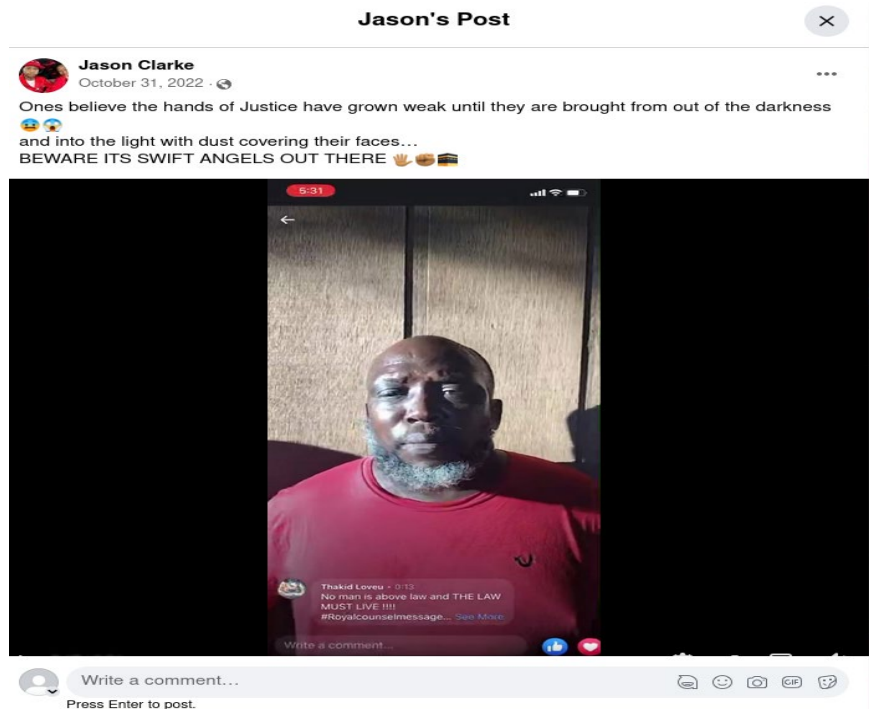 Jason's Post
Jason Clarke
October 31, 2022 ·
Ones believe the hands of Justice have grown weak until they are brought from out of the darkness
and into the light with dust covering their faces...
BEWARE ITS SWIFT ANGELS OUT THERE
5:31
Thakid Loveu • 0:13
No man is above law and THE LAW
MUST LIVE !!!!
#Royalcounselmessage... See More
Write a comment...
Write a comment...
GIF
Press Enter to post.